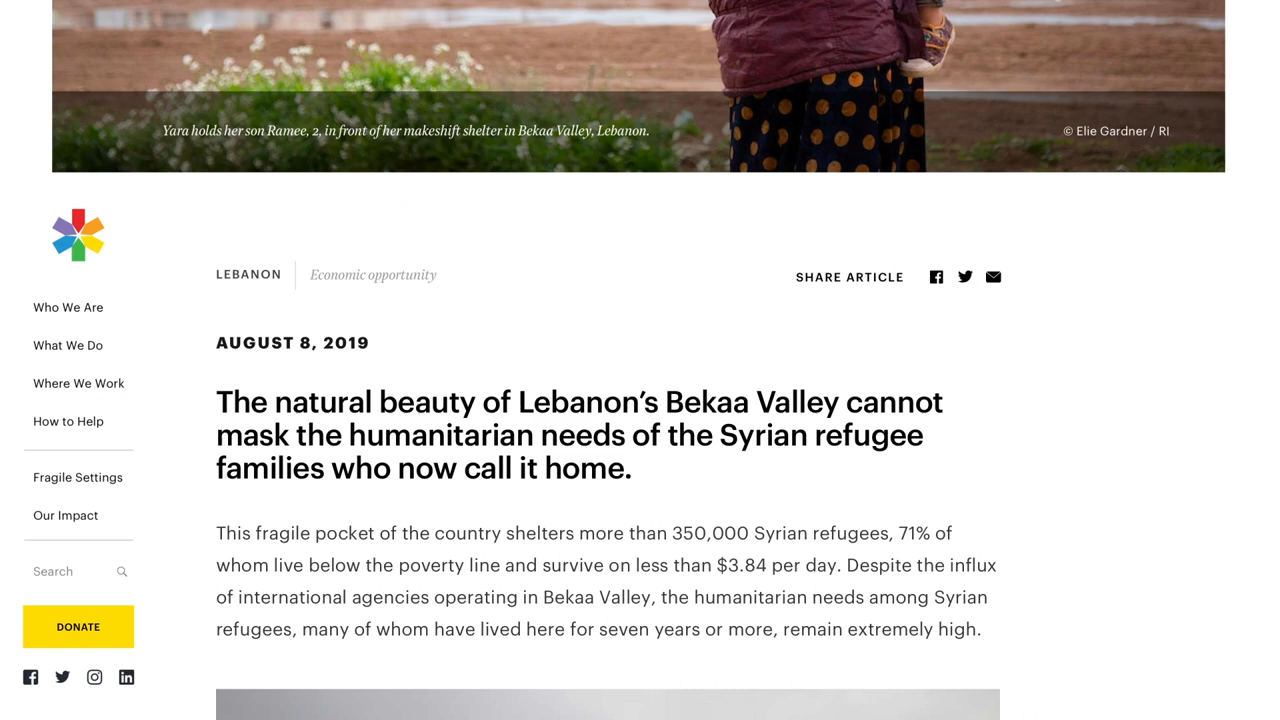 Yara holds her son Ramee, 2, in front of her makeshift shelter in Bekaa Valley, Lebanon.
© Elie Gardner / RI
Who We Are
What We Do
Where We Work
How to Help
Fragile Settings
Our Impact
Search
DONATE
LEBANON
Economic opportunity
SHARE ARTICLE
AUGUST 8, 2019
The natural beauty of Lebanon’s Bekaa Valley cannot
mask the humanitarian needs of the Syrian refugee
families who now call it home.
This fragile pocket of the country shelters more than 350,000 Syrian refugees, 71% of
whom live below the poverty line and survive on less than $3.84 per day. Despite the influx
of international agencies operating in Bekaa Valley, the humanitarian needs among Syrian
refugees, many of whom have lived here for seven years or more, remain extremely high.